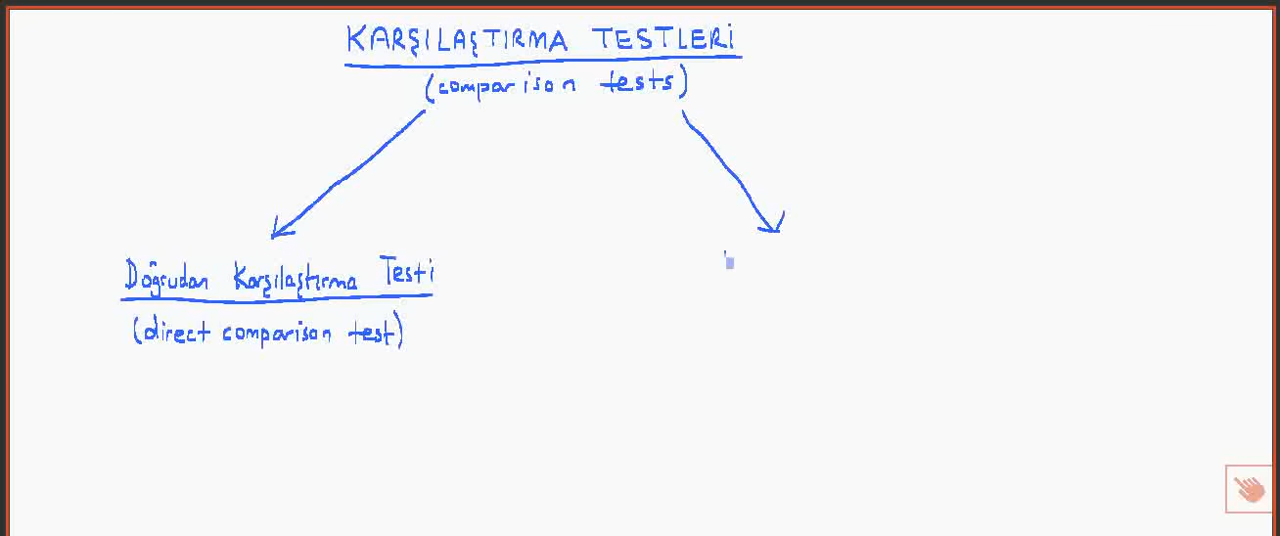 KARŞILAŞTIRMA TESTLERİ
(comparison tests)
Doğrudan Karşılaştırma Testi
(direct comparison test)